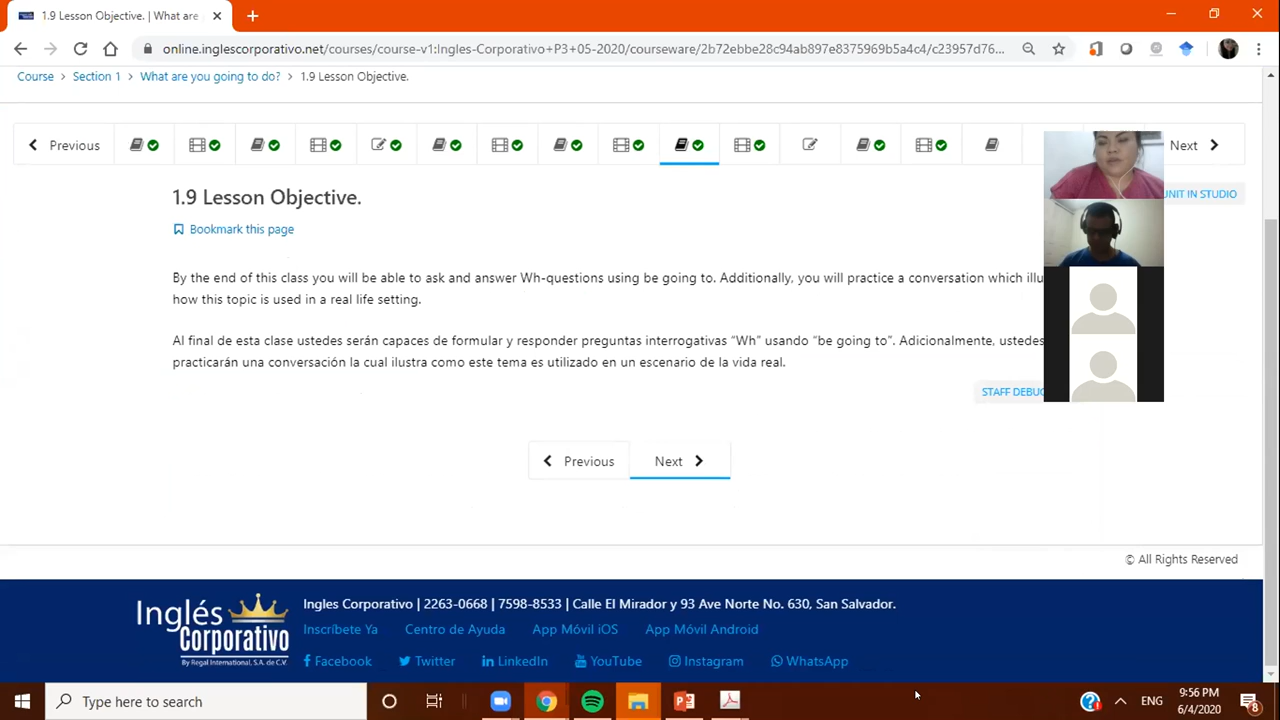 1.9 Lesson Objective. | What are
online.inglescorporativo.net/courses/course-v1:Ingles-Corporativo+P3+05-2020/courseware/2b72ebbe28c94ab897e8375969b5a4c4/c23957d76...
Course > Section 1 > What are you going to do? > 1.9 Lesson Objective.
Previous
Next
1.9 Lesson Objective.
UNIT IN STUDIO
Bookmark this page
By the end of this class you will be able to ask and answer Wh-questions using be going to. Additionally, you will practice a conversation which illu
how this topic is used in a real life setting.
Al final de esta clase ustedes serán capaces de formular y responder preguntas interrogativas “Wh” usando “be going to”. Adicionalmente, ustedes
practicarán una conversación la cual ilustra como este tema es utilizado en un escenario de la vida real.
STAFF DEBUG
Previous Next
© All Rights Reserved
Inglés
Corporativo
By Regal International, S.A. de C.V.
Ingles Corporativo | 2263-0668 | 7598-8533 | Calle El Mirador y 93 Ave Norte No. 630, San Salvador.
Inscríbete Ya Centro de Ayuda App Móvil iOS App Móvil Android
Facebook Twitter LinkedIn YouTube Instagram WhatsApp
Type here to search
ENG
9:56 PM
6/4/2020
8